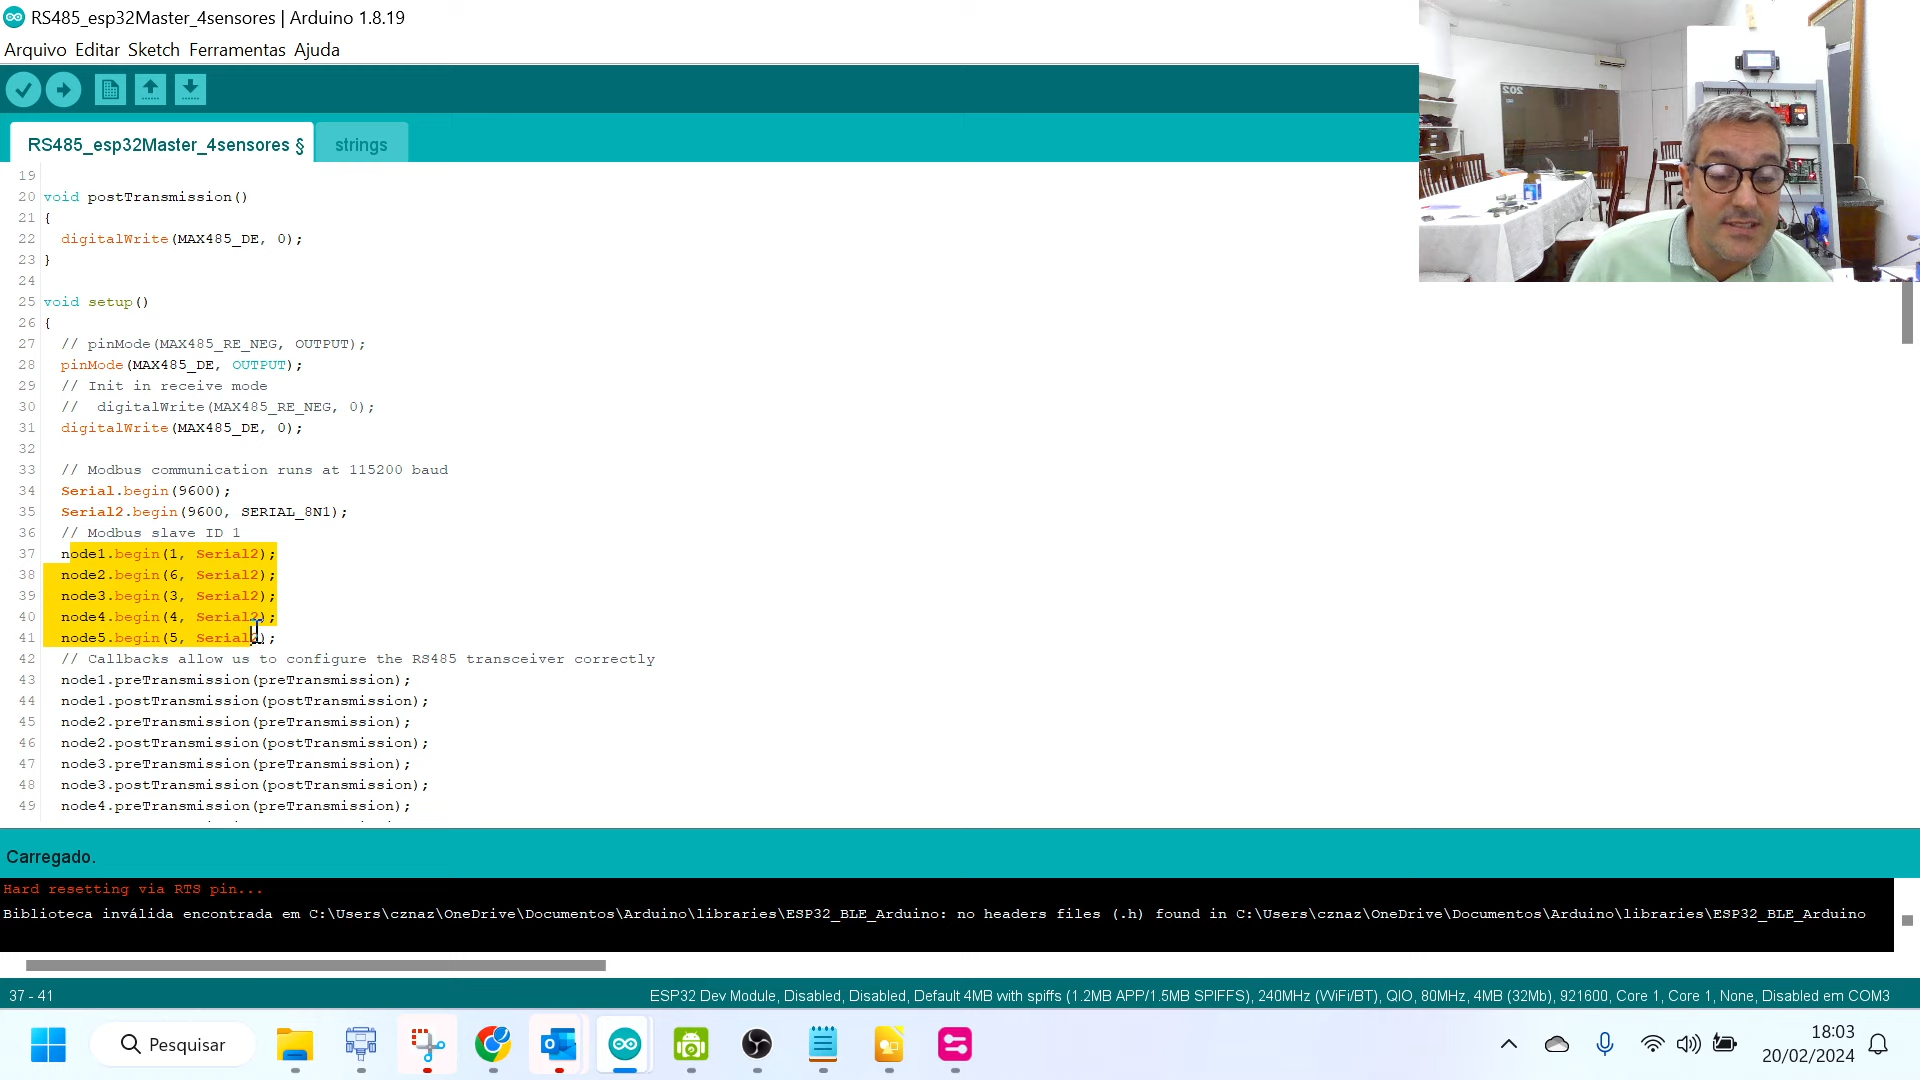 RS485_esp32Master_4sensores | Arduino 1.8.19
Arquivo Editar Sketch Ferramentas Ajuda
RS485_esp32Master_4sensores § strings
19
20 void postTransmission()
21 {
22 digitalWrite(MAX485_DE, 0);
23 }
24
25 void setup()
26 {
27 // pinMode(MAX485_RE_NEG, OUTPUT);
28 pinMode(MAX485_DE, OUTPUT);
29 // Init in receive mode
30 // digitalWrite(MAX485_RE_NEG, 0);
31 digitalWrite(MAX485_DE, 0);
32
33 // Modbus communication runs at 115200 baud
34 Serial.begin(9600);
35 Serial2.begin(9600, SERIAL_8N1);
36 // Modbus slave ID 1
37 node1.begin(1, Serial2);
38 node2.begin(6, Serial2);
39 node3.begin(3, Serial2);
40 node4.begin(4, Serial2);
41 node5.begin(5, Serial2);
42 // Callbacks allow us to configure the RS485 transceiver correctly
43 node1.preTransmission(preTransmission);
44 node1.postTransmission(postTransmission);
45 node2.preTransmission(preTransmission);
46 node2.postTransmission(postTransmission);
47 node3.preTransmission(preTransmission);
48 node3.postTransmission(postTransmission);
49 node4.preTransmission(preTransmission);
Carregado.
Hard resetting via RTS pin...
Biblioteca inválida encontrada em C:\Users\cznaz\OneDrive\Documentos\Arduino\libraries\ESP32_BLE_Arduino: no headers files (.h) found in C:\Users\cznaz\OneDrive\Documentos\Arduino\libraries\ESP32_BLE_Arduino
37 - 41
ESP32 Dev Module, Disabled, Disabled, Default 4MB with spiffs (1.2MB APP/1.5MB SPIFFS), 240MHz (WiFi/BT), QIO, 80MHz, 4MB (32Mb), 921600, Core 1, Core 1, None, Disabled em COM3
Pesquisar
18:03
20/02/2024